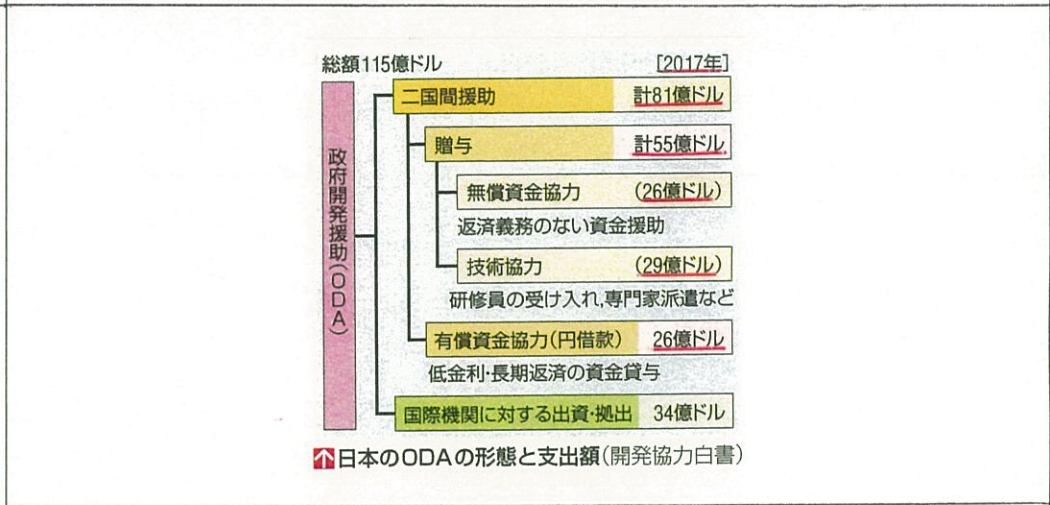 総額115億ドル [2017年]
政府開発援助(ODA)
二国間援助 計81億ドル
贈与 計55億ドル
無償資金協力 (26億ドル)
返済義務のない資金援助
技術協力 (29億ドル)
研修員の受け入れ,専門家派遣など
有償資金協力(円借款) 26億ドル
低金利・長期返済の資金貸与
国際機関に対する出資・拠出 34億ドル
↑日本のODAの形態と支出額(開発協力白書)